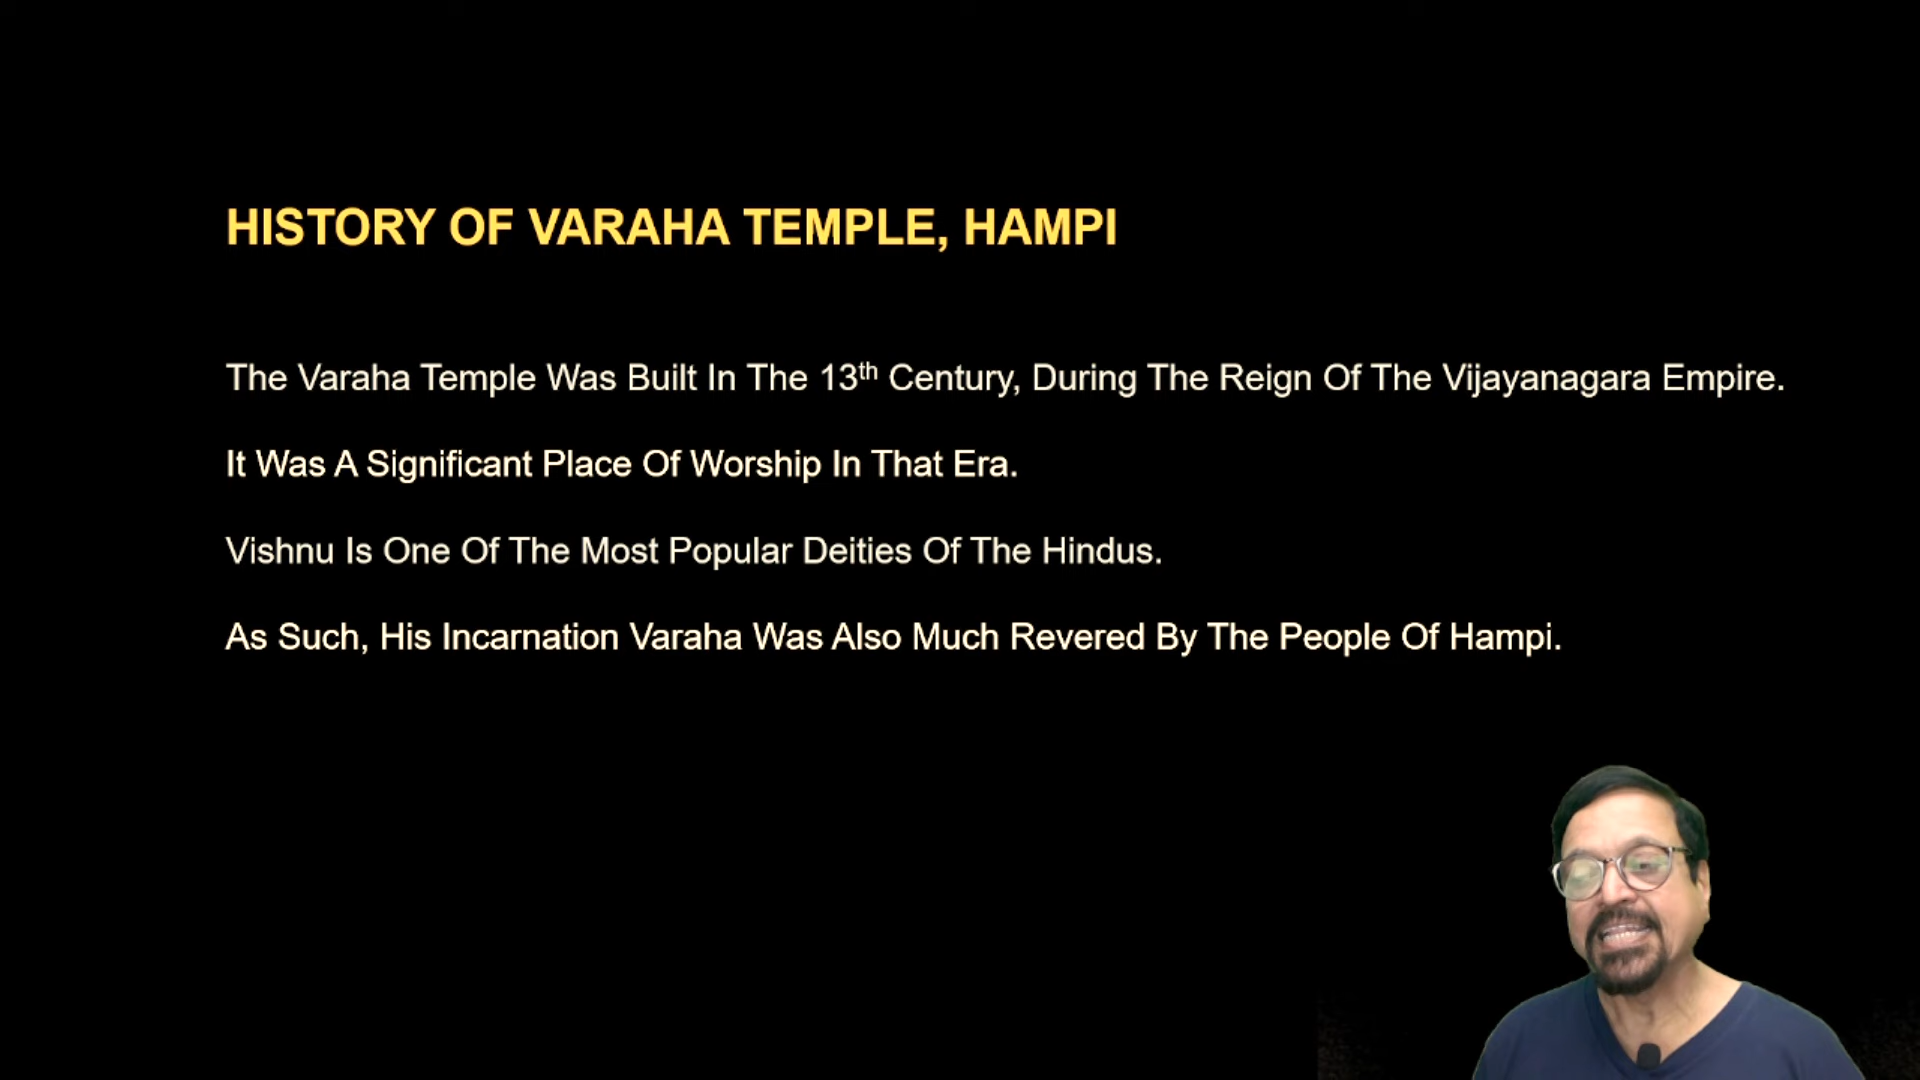 HISTORY OF VARAHA TEMPLE, HAMPI
The Varaha Temple Was Built In The 13th Century, During The Reign Of The Vijayanagara Empire.
It Was A Significant Place Of Worship In That Era.
Vishnu Is One Of The Most Popular Deities Of The Hindus.
As Such, His Incarnation Varaha Was Also Much Revered By The People Of Hampi.